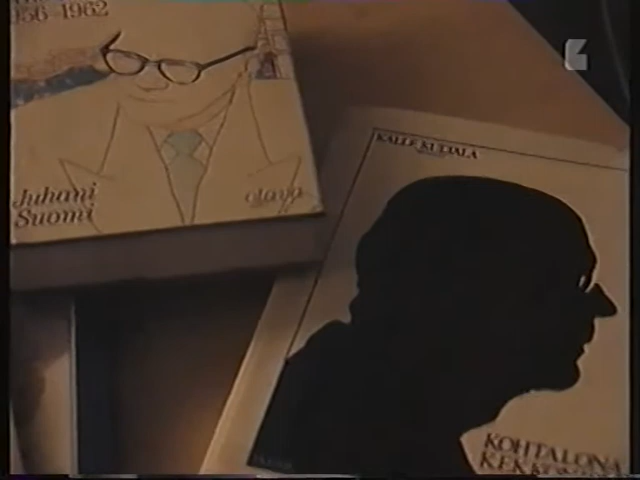 1956-1962
Juhani
Suomi
otava
KALLE KULTALA
KOHTALONA